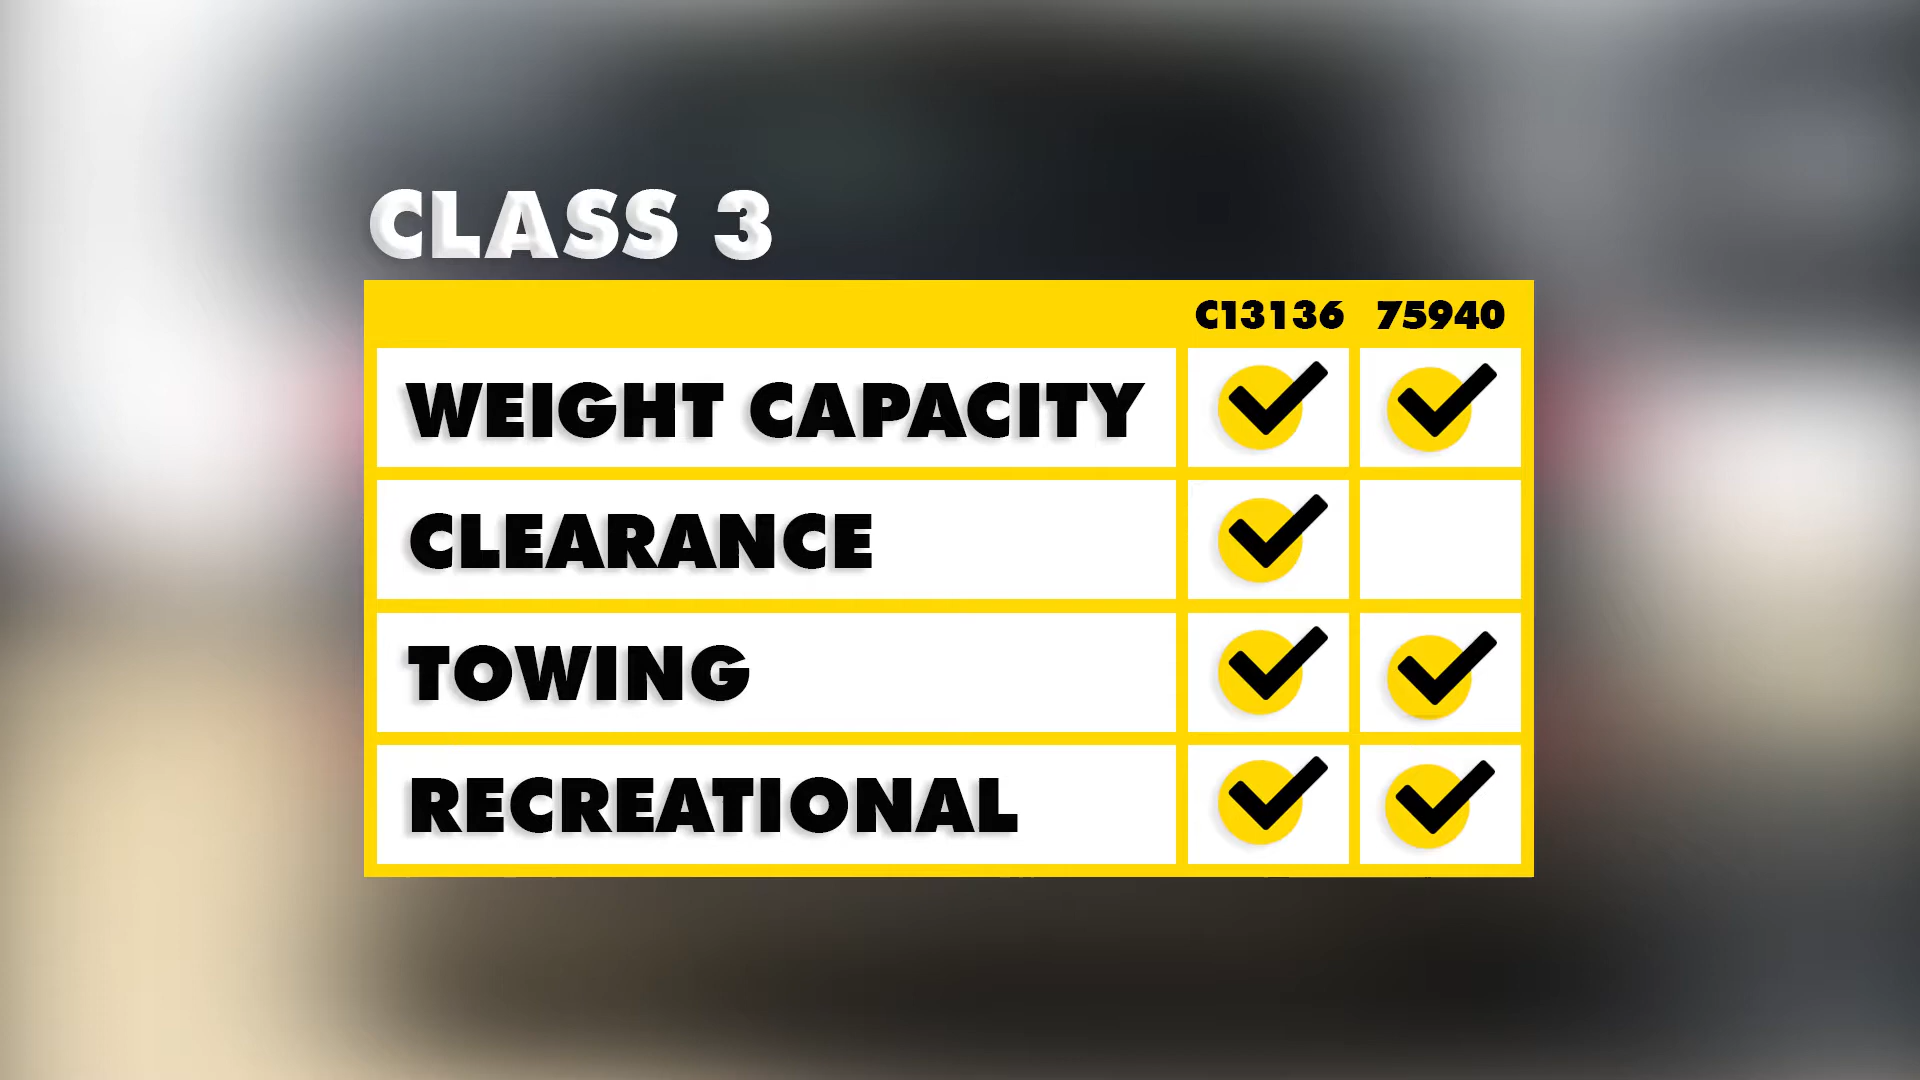 CLASS 3
C13136 75940
WEIGHT CAPACITY
CLEARANCE
TOWING
RECREATIONAL